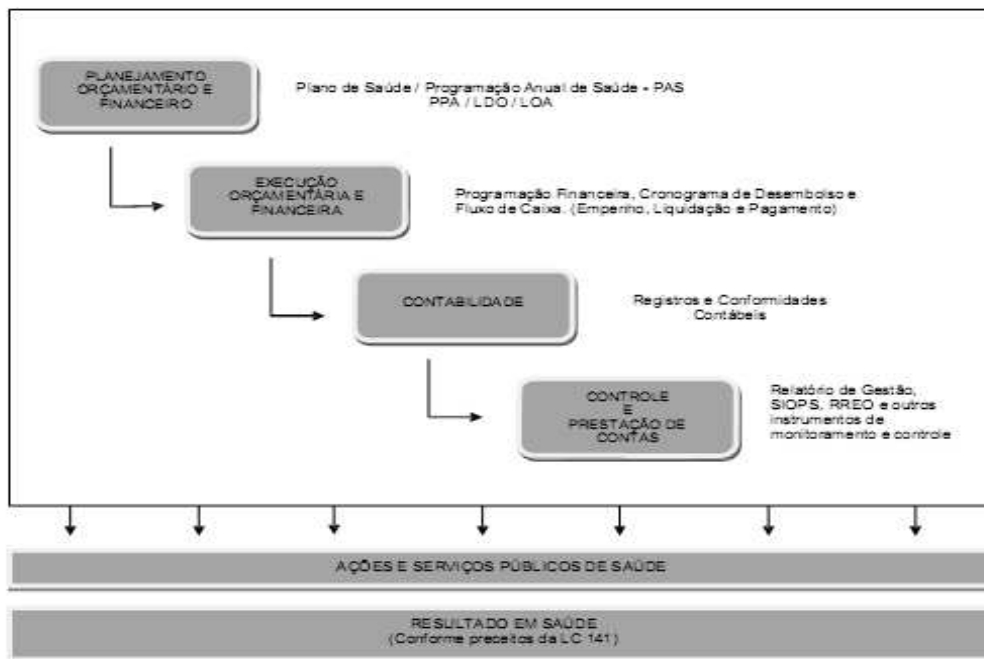 PLANEJAMENTO
ORÇAMENTÁRIO E
FINANCEIRO
Plano de Saúde / Programação Anual de Saúde - PAS
PPA / LDO / LOA
EXECUÇÃO
ORÇAMENTÁRIA E
FINANCEIRA
Programação Financeira, Cronograma de Desembolso e
Fluxo de Caixa. (Empenho, Liquidação e Pagamento)
CONTABILIDADE
Registros e Conformidades
Contábeis
CONTROLE
E
PRESTAÇÃO DE
CONTAS
Relatório de Gestão,
SIOPS, RREO e outros
instrumentos de
monitoramento e controle
AÇÕES E SERVIÇOS PÚBLICOS DE SAÚDE
RESULTADO EM SAÚDE
(Conforme preceitos da LC 141)